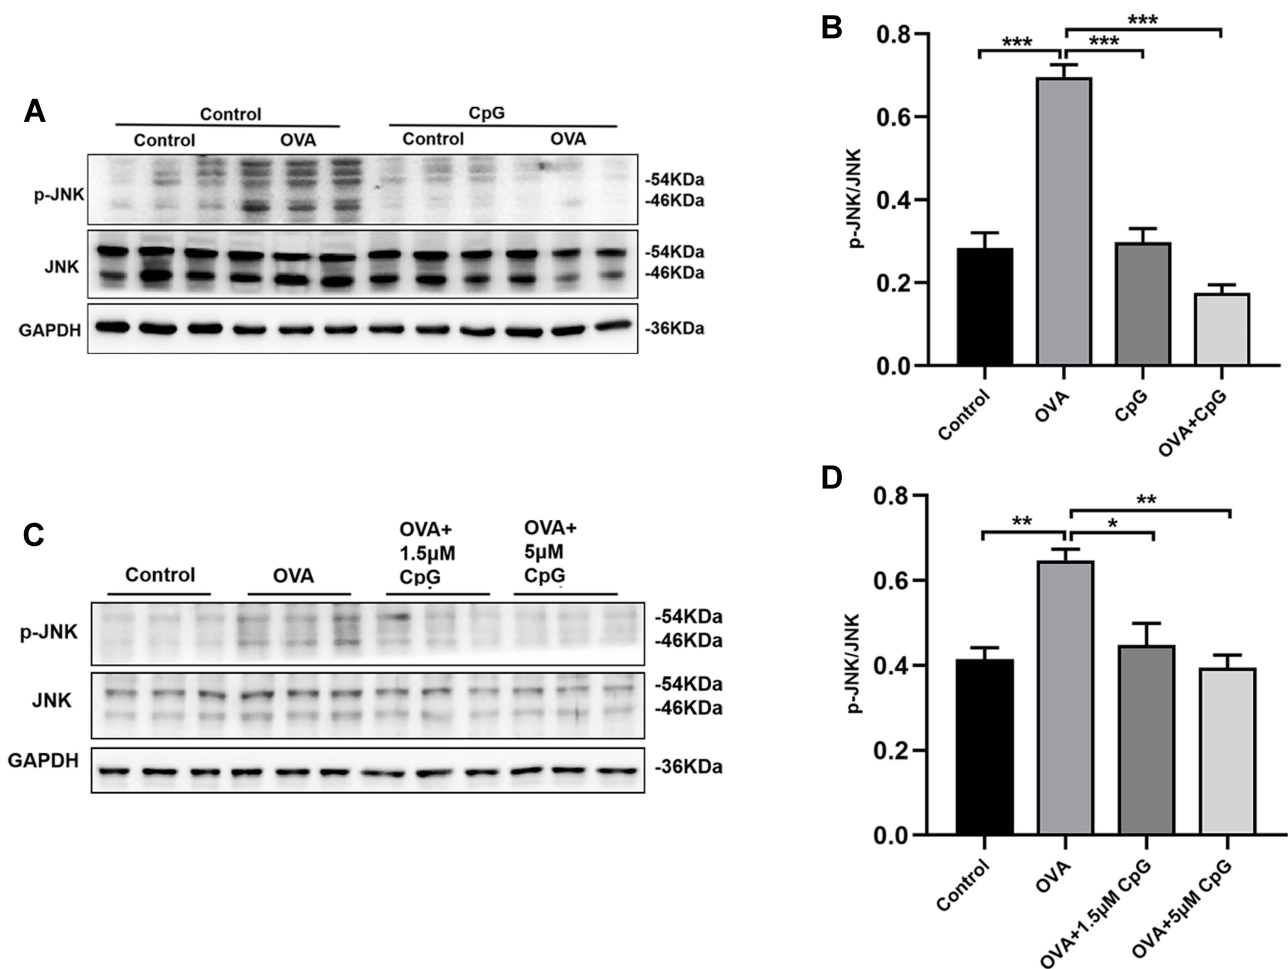 A
Control
CpG
Control
OVA
Control
OVA
p-JNK
-54KDa
-46KDa
JNK
-54KDa
-46KDa
GAPDH
-36KDa
B
p-JNK/JNK
0.8
0.6
0.4
0.2
0.0
***
***
***
Control
OVA
CpG
OVA+CpG
C
Control
OVA
OVA+
1.5μM
CpG
OVA+
5μM
CpG
p-JNK
-54KDa
-46KDa
JNK
-54KDa
-46KDa
GAPDH
-36KDa
D
p-JNK/JNK
0.8
0.6
0.4
0.2
0.0
**
*
**
Control
OVA
OVA+1.5μM CpG
OVA+5μM CpG